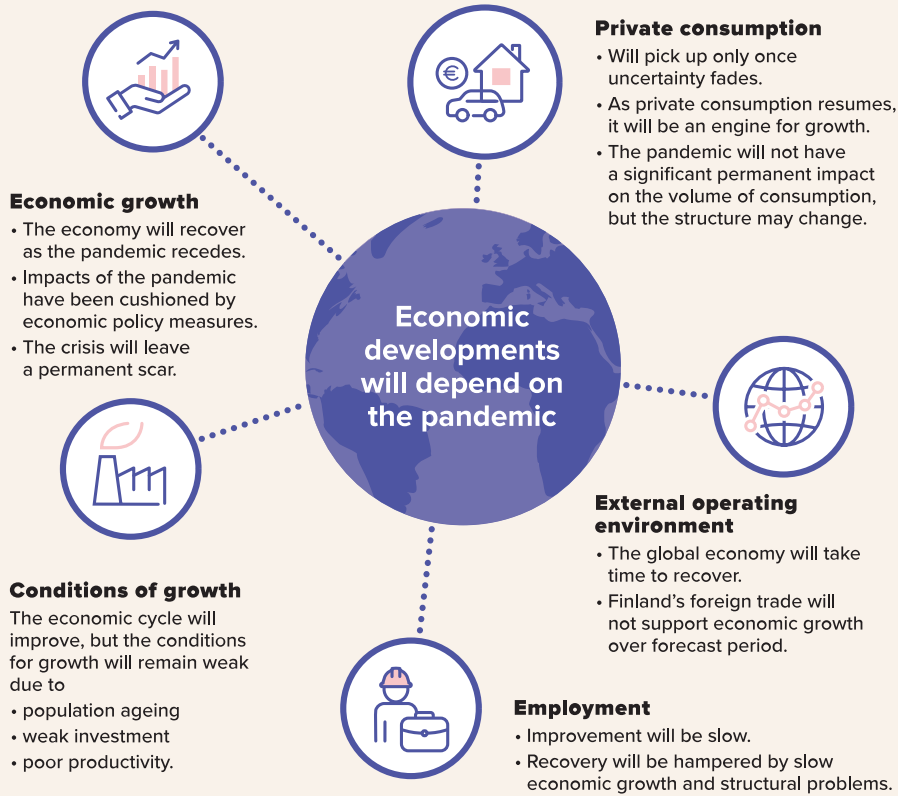 Economic developments
will depend on
the pandemic
Economic growth
• The economy will recover
as the pandemic recedes.
• Impacts of the pandemic
have been cushioned by
economic policy measures.
• The crisis will leave
a permanent scar.
Private consumption
• Will pick up only once
uncertainty fades.
• As private consumption resumes,
it will be an engine for growth.
• The pandemic will not have
a significant permanent impact
on the volume of consumption,
but the structure may change.
€
External operating
environment
• The global economy will take
time to recover.
• Finland’s foreign trade will
not support economic growth
over forecast period.
Conditions of growth
The economic cycle will
improve, but the conditions
for growth will remain weak
due to
• population ageing
• weak investment
• poor productivity.
Employment
• Improvement will be slow.
• Recovery will be hampered by slow
economic growth and structural problems.